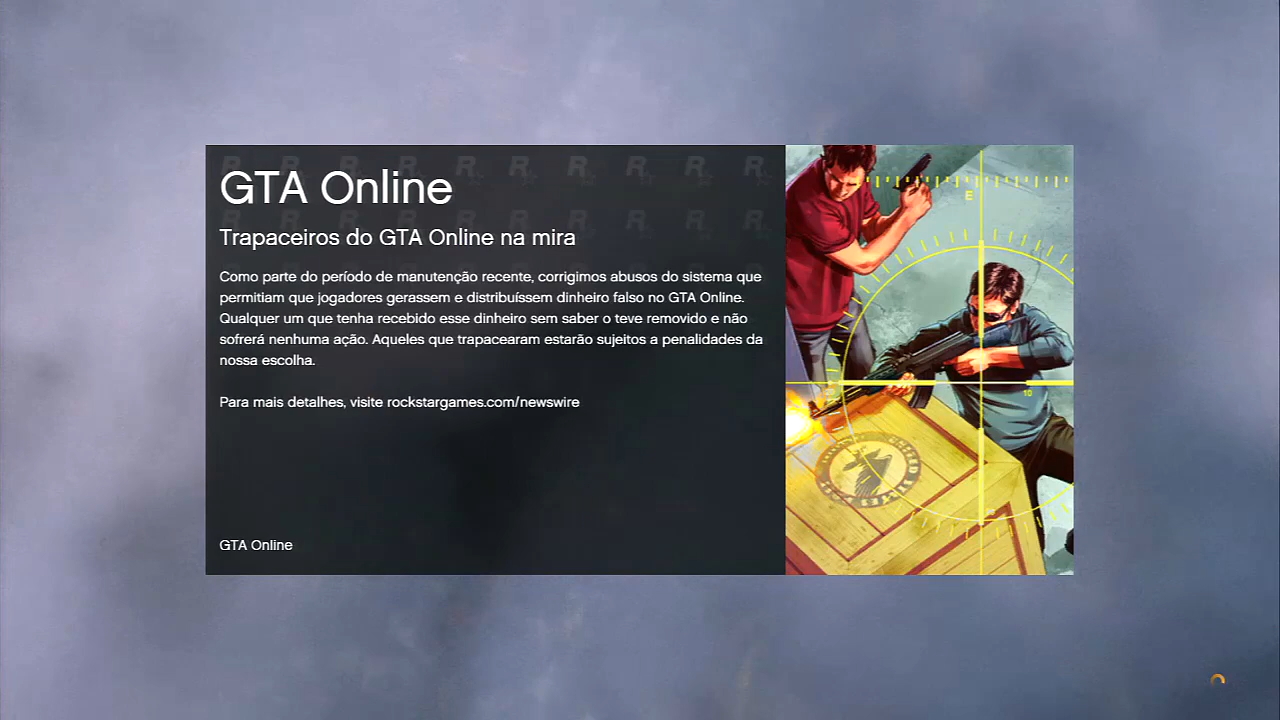 GTA Online
Trapaceiros do GTA Online na mira
Como parte do período de manutenção recente, corrigimos abusos do sistema que
permitiam que jogadores gerassem e distribuíssem dinheiro falso no GTA Online.
Qualquer um que tenha recebido esse dinheiro sem saber o teve removido e não
sofrerá nenhuma ação. Aqueles que trapacearam estarão sujeitos a penalidades da
nossa escolha.
Para mais detalhes, visite rockstargames.com/newswire
GTA Online
E
10